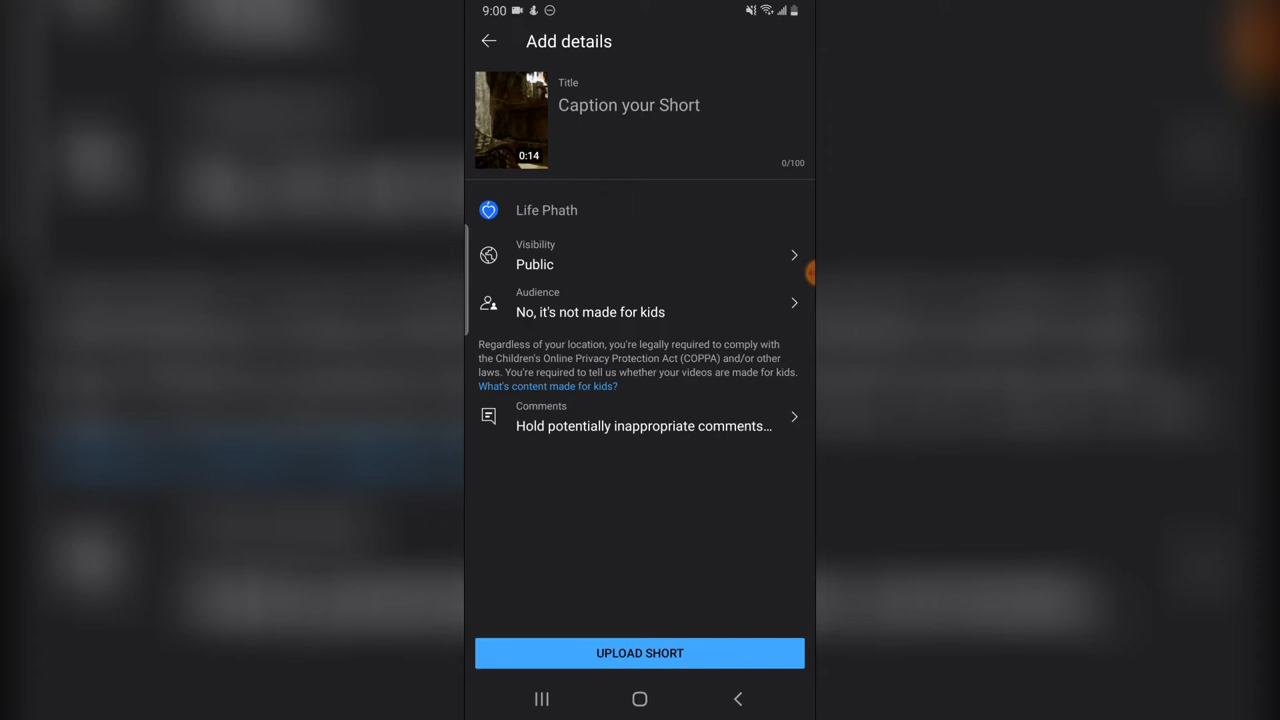 9:00
Add details
Title
Caption your Short
0:14
0/100
Life Phath
Visibility
Public
Audience
No, it's not made for kids
Regardless of your location, you're legally required to comply with
the Children's Online Privacy Protection Act (COPPA) and/or other
laws. You're required to tell us whether your videos are made for kids.
What's content made for kids?
Comments
Hold potentially inappropriate comments...
UPLOAD SHORT